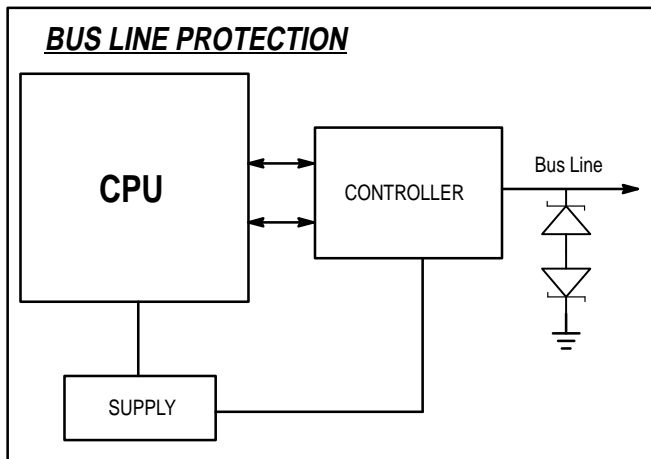 BUS LINE PROTECTION
CPU
CONTROLLER
Bus Line
SUPPLY